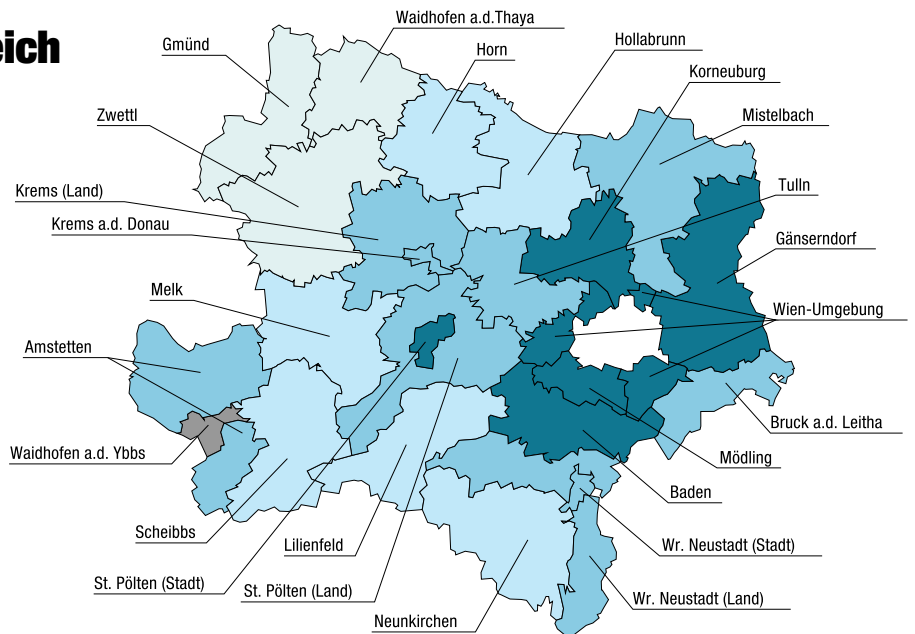 eich
Waidhofen a.d.Thaya
Gmünd
Hollabrunn
Horn
Korneburg
Zwettl
Mistelbach
Krems (Land)
Tulln
Krems a.d. Donau
Gänserndorf
Melk
Wien-Umgebung
Amstetten
Bruck a.d. Leitha
Waidhofen a.d. Ybbs
Mödling
Baden
Scheibbs
Lilienfeld
Wr. Neustadt (Stadt)
St. Pölten (Stadt)
St. Pölten (Land)
Wr. Neustadt (Land)
Neunkirchen